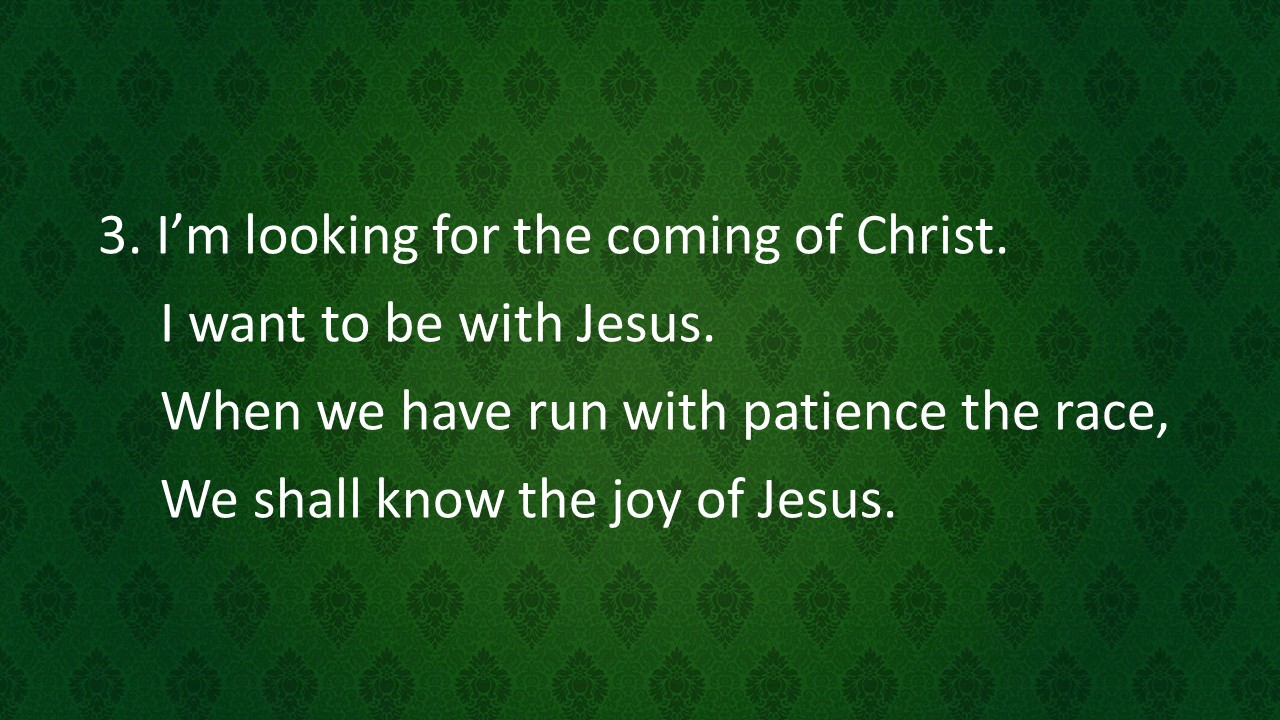 3. I’m looking for the coming of Christ.
I want to be with Jesus.
When we have run with patience the race,
We shall know the joy of Jesus.